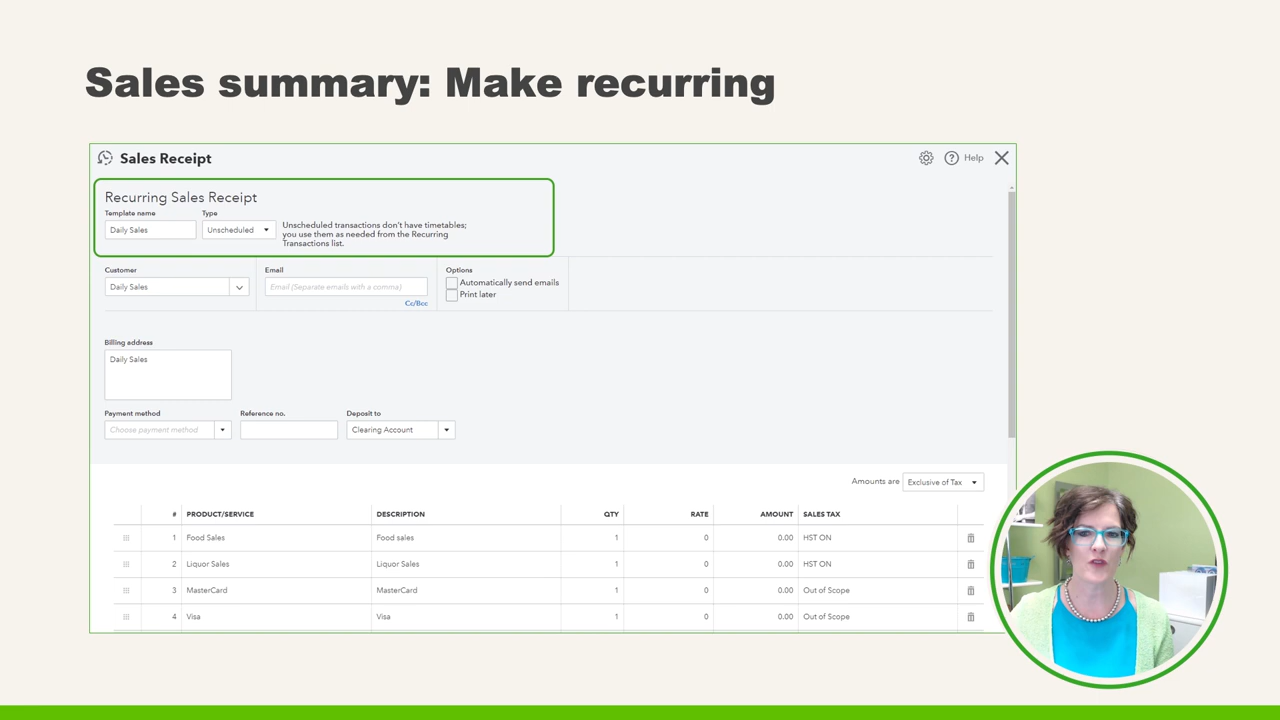 Sales summary: Make recurring
Sales Receipt
Help
Recurring Sales Receipt
Template name
Type
Daily Sales
Unscheduled
Unscheduled transactions don't have timetables;
you use them as needed from the Recurring
Transactions list.
Customer
Email
Options
Daily Sales
Email (Separate emails with a comma)
Automatically send emails
Print later
Cc/Bcc
Billing address
Daily Sales
Payment method
Reference no.
Deposit to
Choose payment method
Clearing Account
Amounts are
Exclusive of Tax
# PRODUCT/SERVICE DESCRIPTION QTY RATE AMOUNT SALES TAX
1 Food Sales Food sales 1 0 0.00 HST ON
2 Liquor Sales Liquor Sales 1 0 0.00 HST ON
3 MasterCard MasterCard 1 0 0.00 Out of Scope
4 Visa Visa 1 0 0.00 Out of Scope